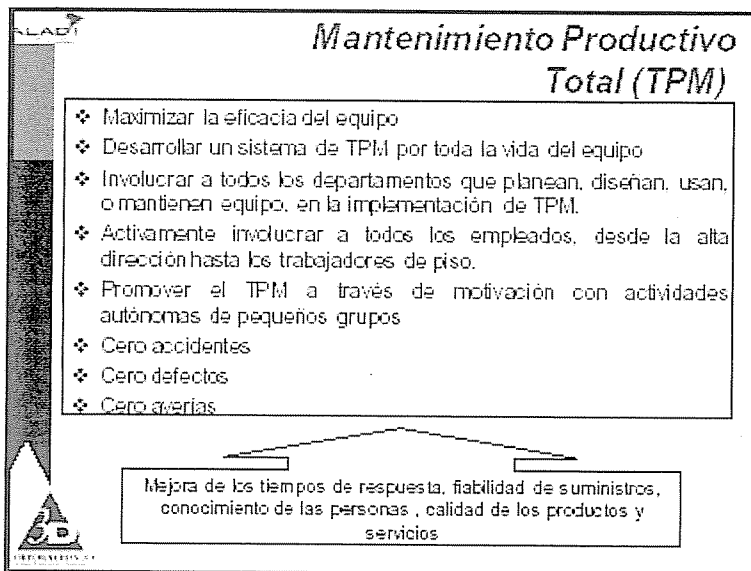 ALADI
Mantenimiento Productivo
Total (TPM)
❖ Maximizar la eficacia del equipo
❖ Desarrollar un sistema de TPM por toda la vida del equipo
❖ Involucrar a todos los departamentos que planean, diseñan, usan,
o mantienen equipo, en la implementación de TPM.
❖ Activamente involucrar a todos los empleados, desde la alta
dirección hasta los trabajadores de piso.
❖ Promover el TPM a través de motivación con actividades
autónomas de pequeños grupos
❖ Cero accidentes
❖ Cero defectos
❖ Cero averías
Mejora de los tiempos de respuesta, fiabilidad de suministros,
conocimiento de las personas , calidad de los productos y
servicios